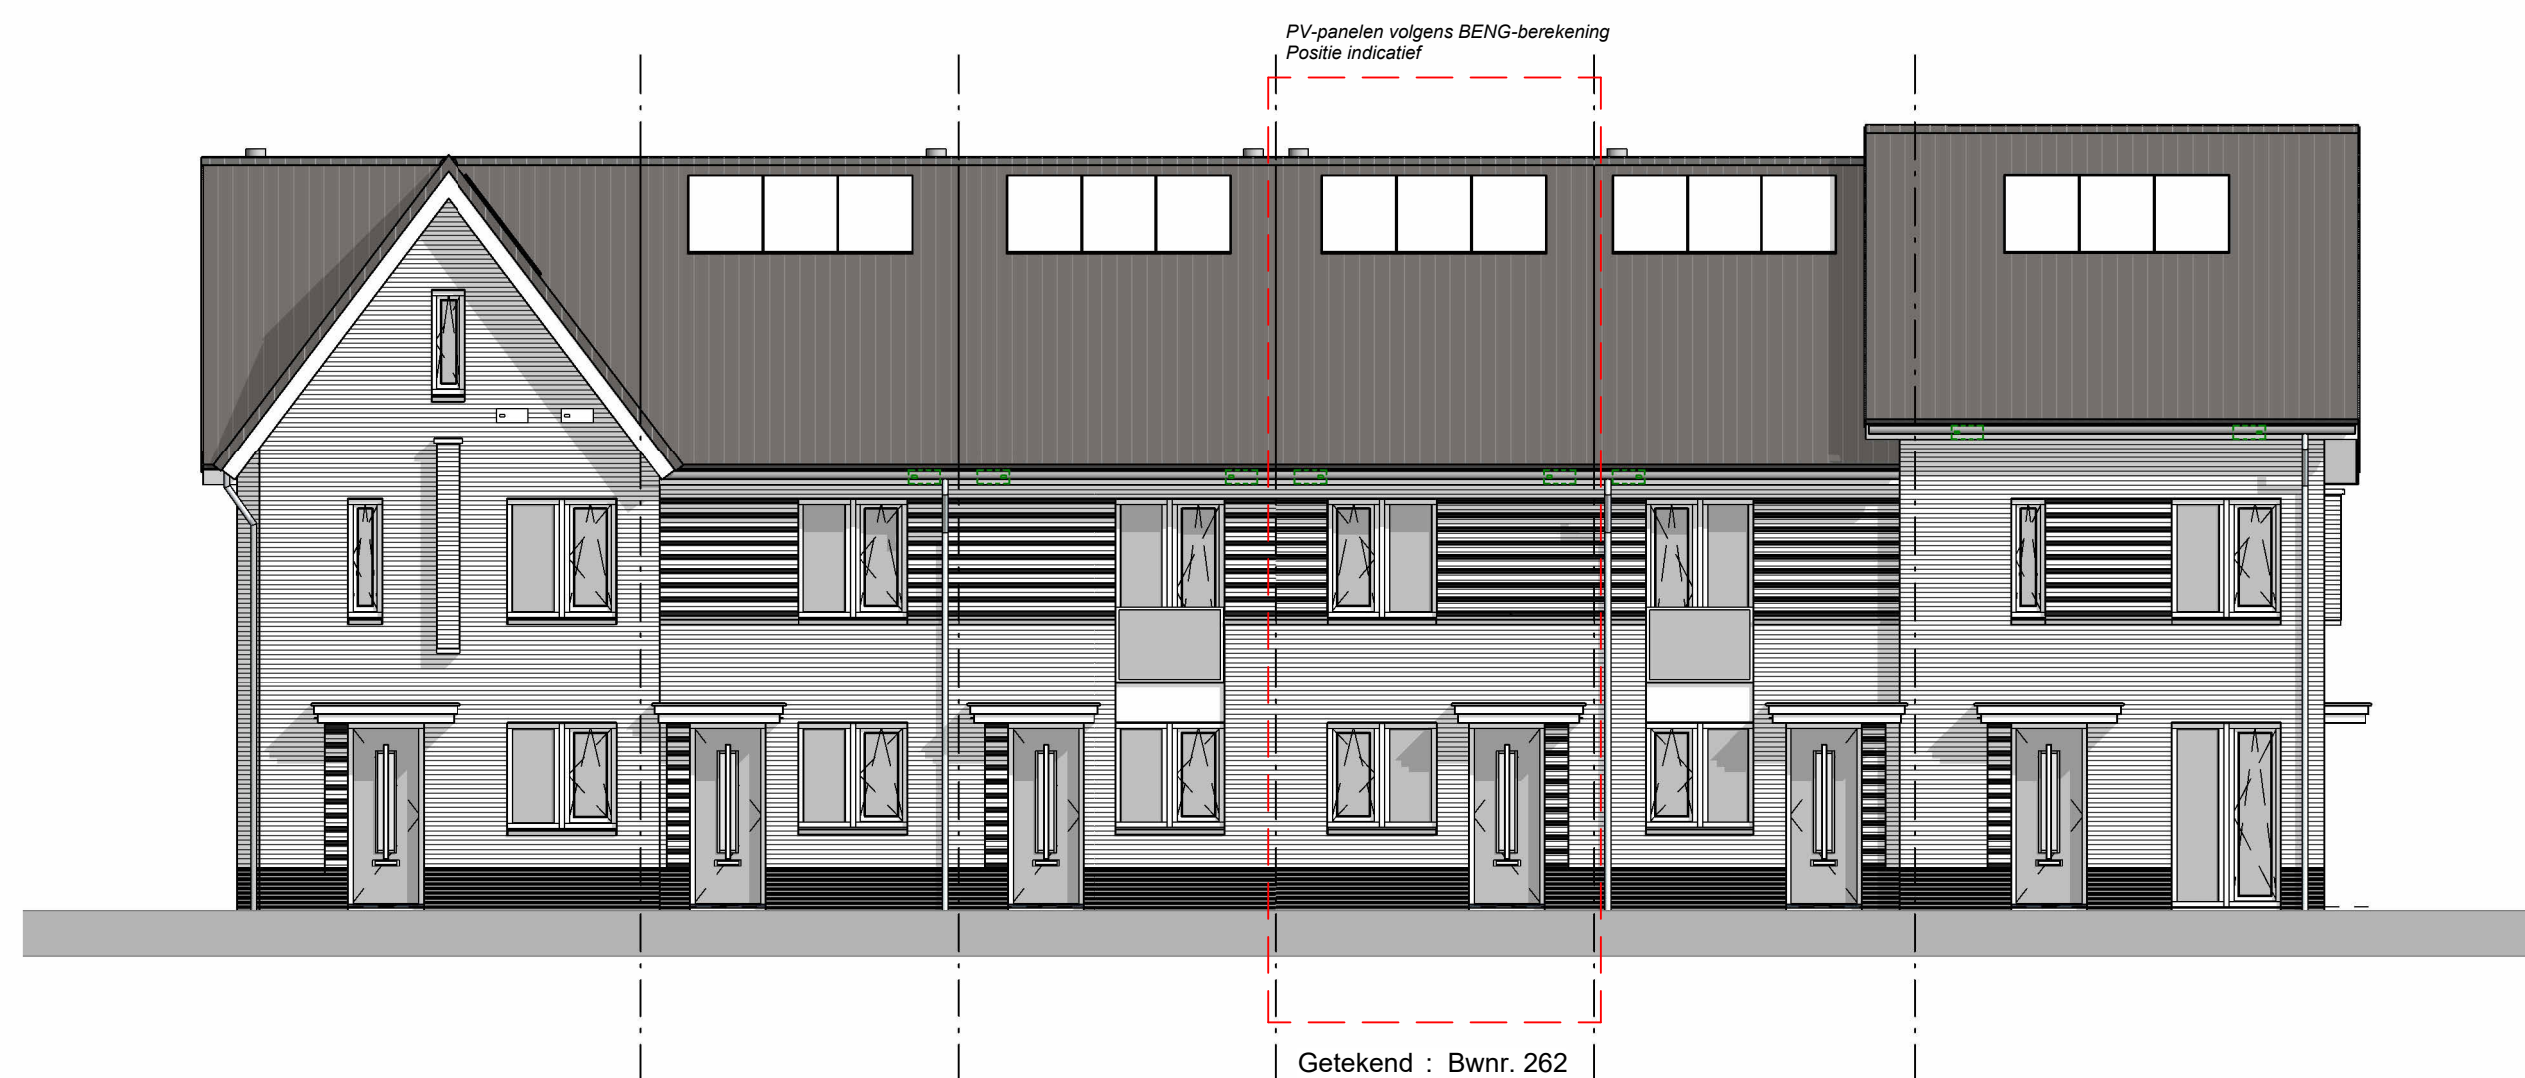 PV-panelen volgens BENG-berekening
Positie indicatief
Getekend : Bwnr. 262